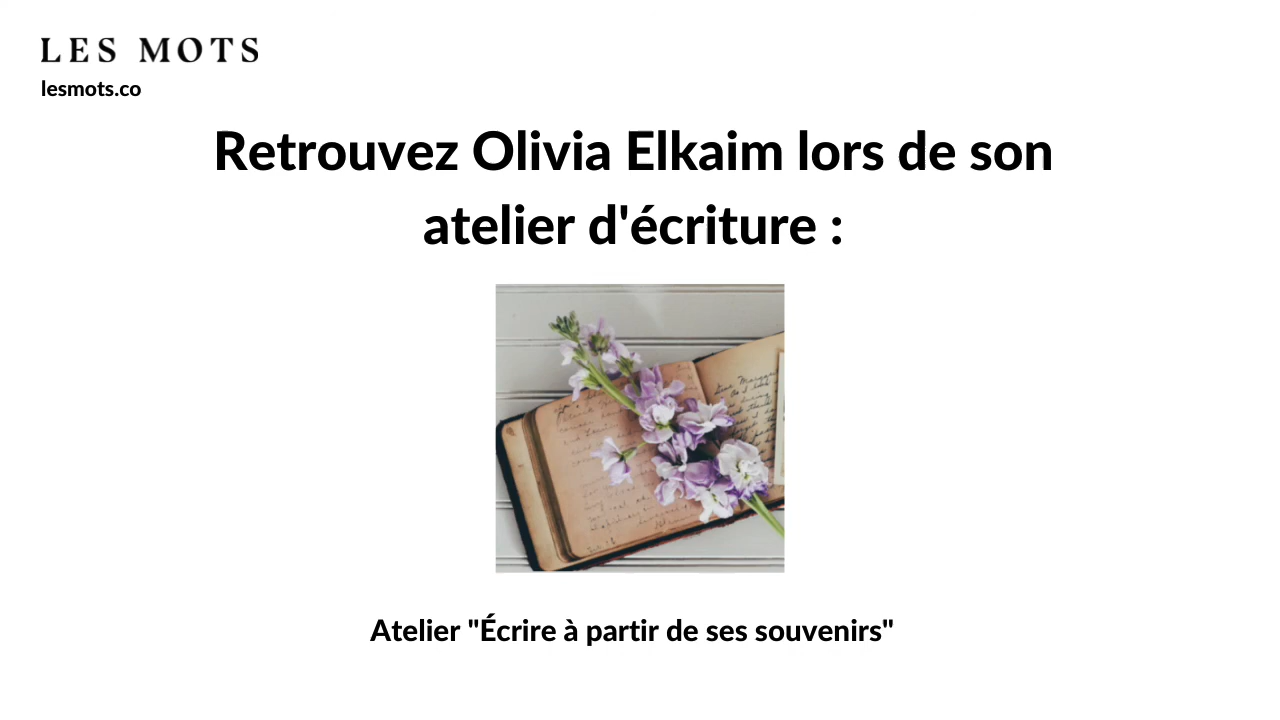 LES MOTS
lesmots.co
Retrouvez Olivia Elkaim lors de son
atelier d'écriture :
Atelier "Écrire à partir de ses souvenirs"